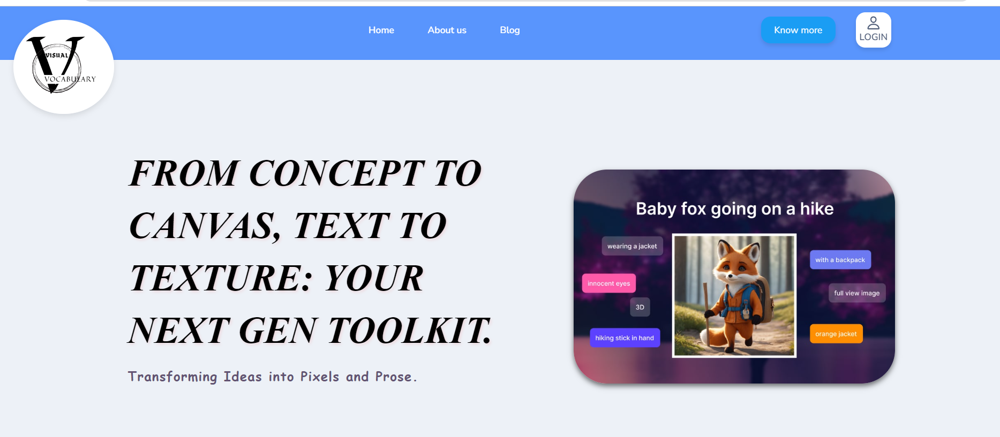 VISUAL
VOCABULARY
Home
About us
Blog
Know more
LOGIN
FROM CONCEPT TO
CANVAS, TEXT TO
TEXTURE: YOUR
NEXT GEN TOOLKIT.
Transforming Ideas into Pixels and Prose.
Baby fox going on a hike
wearing a jacket
with a backpack
innocent eyes
full view image
3D
hiking stick in hand
orange jacket